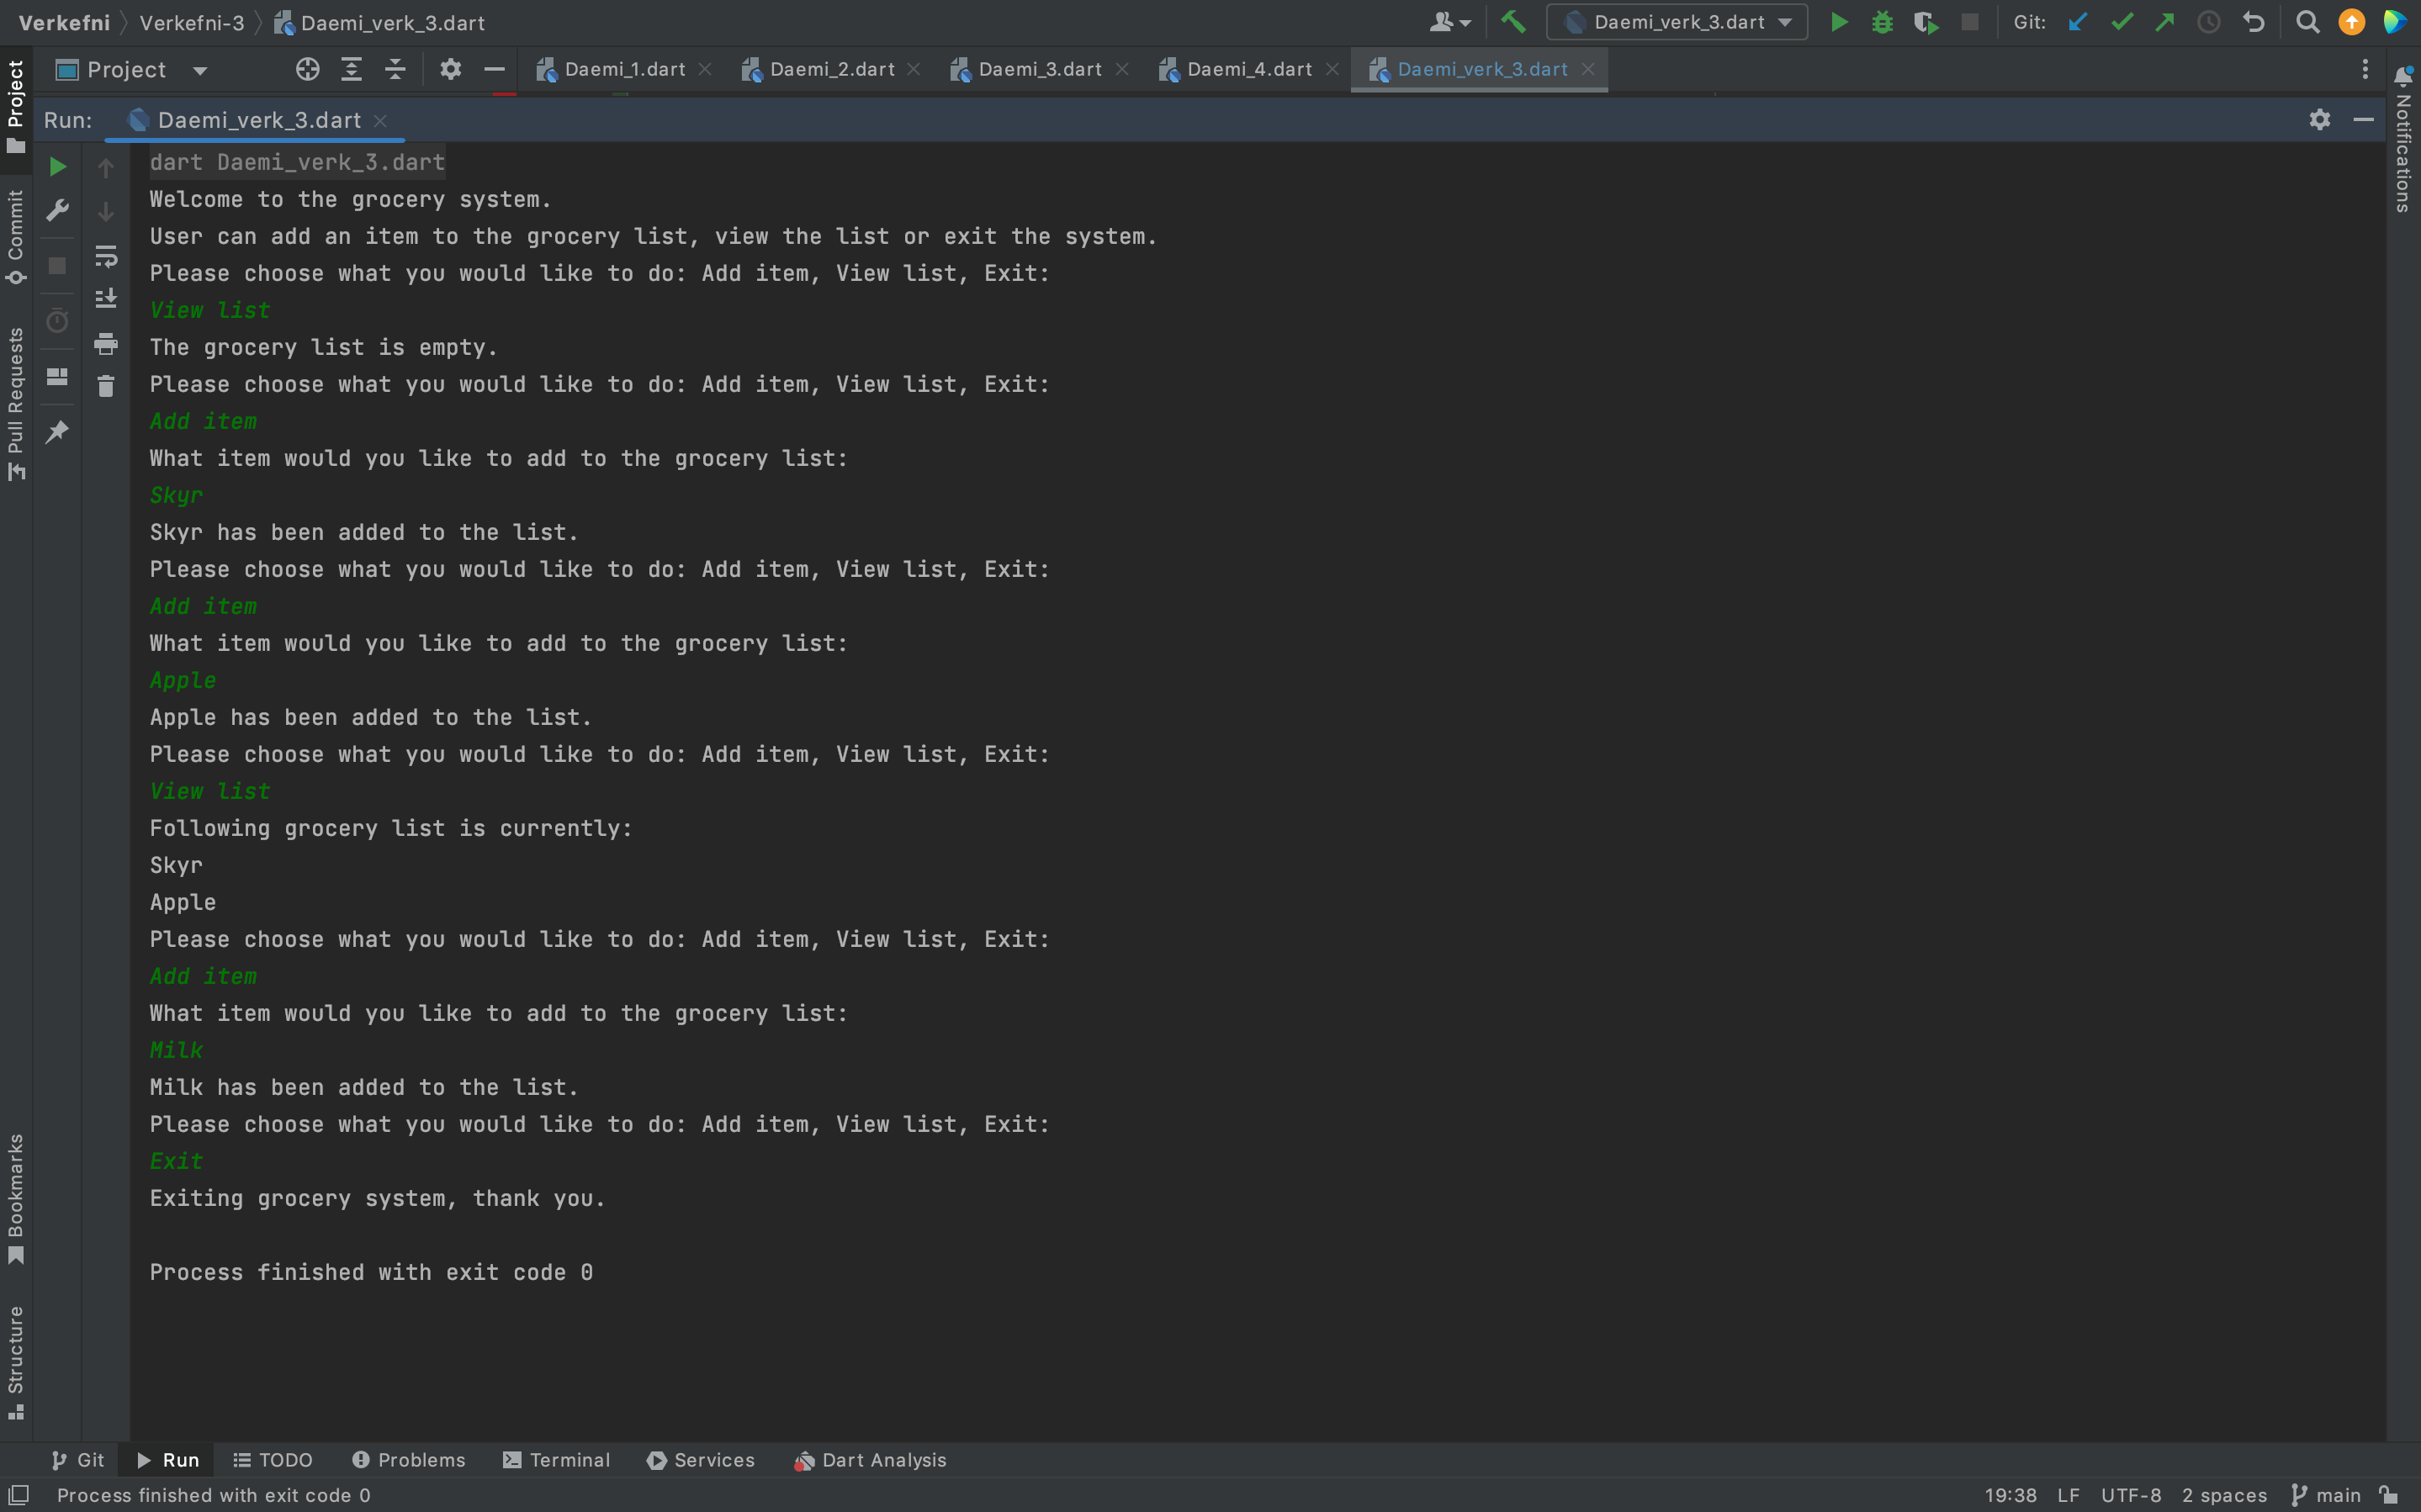 Verkefni Verkefni-3 Daemi_verk_3.dart Daemi_verk_3.dart Git:
Project Daemi_1.dart Daemi_2.dart Daemi_3.dart Daemi_4.dart Daemi_verk_3.dart
Run: Daemi_verk_3.dart
Project
Commit
Pull Requests
Bookmarks
Structure
Notifications
dart Daemi_verk_3.dart
Welcome to the grocery system.
User can add an item to the grocery list, view the list or exit the system.
Please choose what you would like to do: Add item, View list, Exit:
View list
The grocery list is empty.
Please choose what you would like to do: Add item, View list, Exit:
Add item
What item would you like to add to the grocery list:
Skyr
Skyr has been added to the list.
Please choose what you would like to do: Add item, View list, Exit:
Add item
What item would you like to add to the grocery list:
Apple
Apple has been added to the list.
Please choose what you would like to do: Add item, View list, Exit:
View list
Following grocery list is currently:
Skyr
Apple
Please choose what you would like to do: Add item, View list, Exit:
Add item
What item would you like to add to the grocery list:
Milk
Milk has been added to the list.
Please choose what you would like to do: Add item, View list, Exit:
Exit
Exiting grocery system, thank you.
Process finished with exit code 0
Git Run TODO Problems Terminal Services Dart Analysis
Process finished with exit code 0 19:38 LF UTF-8 2 spaces main